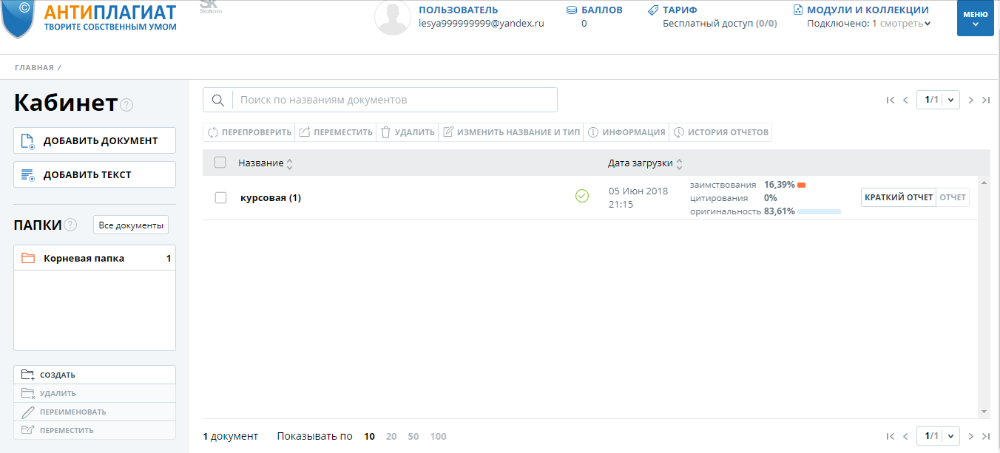 © АНТИПЛАГИАТ
ТВОРИТЕ СОБСТВЕННЫМ УМОМ
Sk
Skolkovo
ПОЛЬЗОВАТЕЛЬ
lesya999999999@yandex.ru
БАЛЛОВ
0
ТАРИФ
Бесплатный доступ (0/0)
МОДУЛИ И КОЛЛЕКЦИИ
Подключено: 1 смотреть
МЕНЮ
ГЛАВНАЯ /
Кабинет ?
ДОБАВИТЬ ДОКУМЕНТ
ДОБАВИТЬ ТЕКСТ
ПАПКИ ? Все документы
Корневая папка 1
СОЗДАТЬ
УДАЛИТЬ
ПЕРЕИМЕНОВАТЬ
ПЕРЕМЕСТИТЬ
Поиск по названиям документов
1/1
ПЕРЕПРОВЕРИТЬ ПЕРЕМЕСТИТЬ УДАЛИТЬ ИЗМЕНИТЬ НАЗВАНИЕ И ТИП ИНФОРМАЦИЯ ИСТОРИЯ ОТЧЕТОВ
Название Дата загрузки
курсовая (1)
05 Июн 2018
21:15
заимствования 16,39%
цитирования 0%
оригинальность 83,61%
КРАТКИЙ ОТЧЕТ ОТЧЕТ
1 документ Показывать по 10 20 50 100
1/1